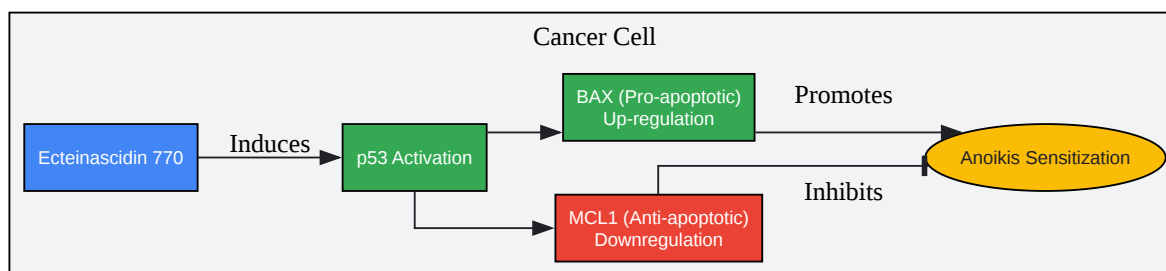 Cancer Cell
Ecteinascidin 770
Induces
p53 Activation
BAX (Pro-apoptotic)
Up-regulation
Promotes
MCL1 (Anti-apoptotic)
Downregulation
Inhibits
Anoikis Sensitization